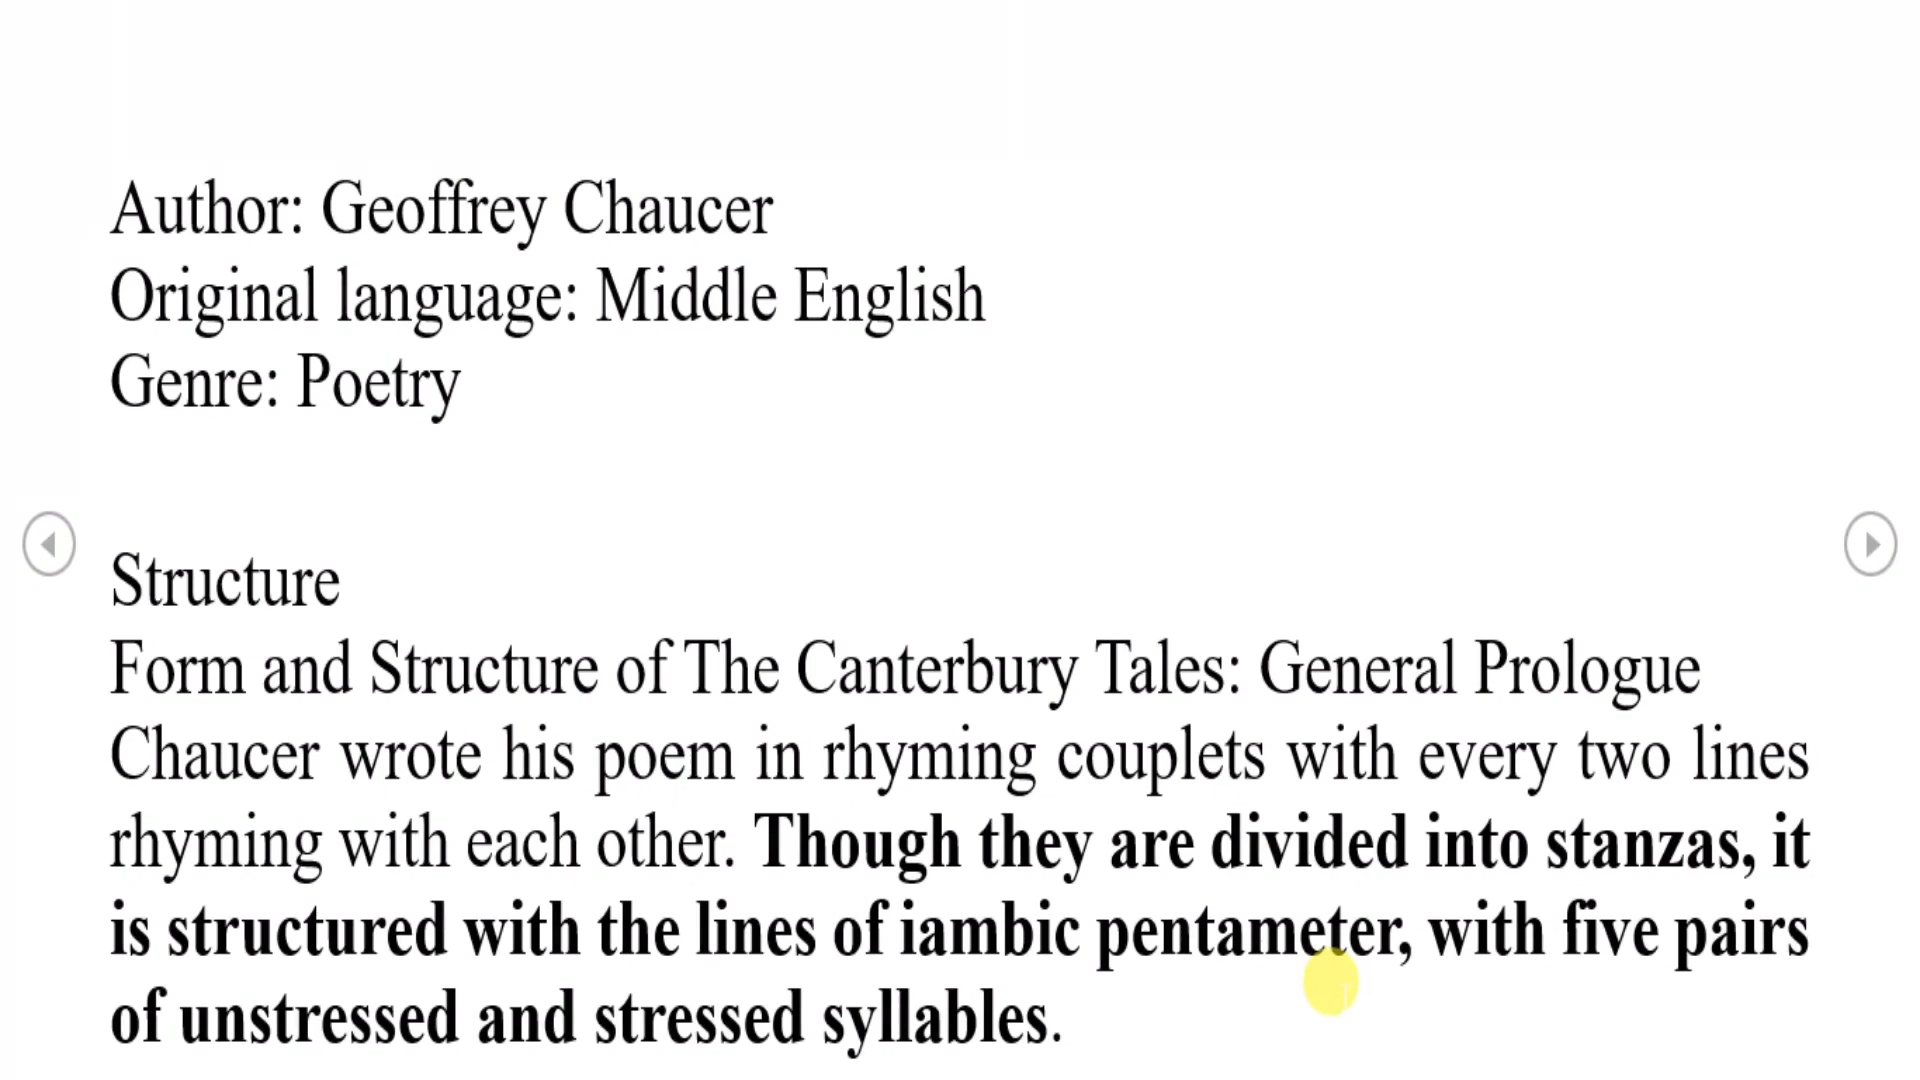 Author: Geoffrey Chaucer
Original language: Middle English
Genre: Poetry
Structure
Form and Structure of The Canterbury Tales: General Prologue
Chaucer wrote his poem in rhyming couplets with every two lines
rhyming with each other. Though they are divided into stanzas, it
is structured with the lines of iambic pentameter, with five pairs
of unstressed and stressed syllables.